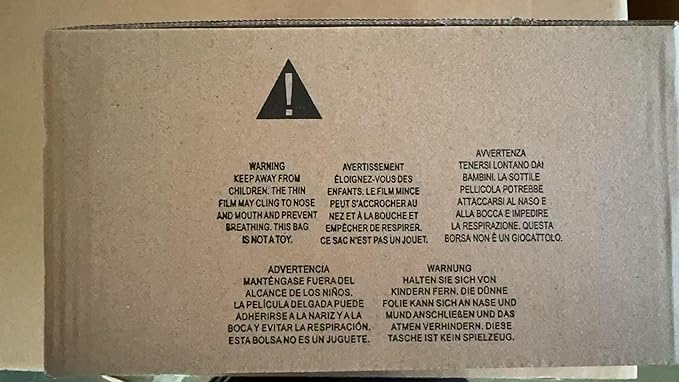 WARNING
KEEP AWAY FROM
CHILDREN. THE THIN
FILM MAY CLING TO NOSE
AND MOUTH AND PREVENT
BREATHING. THIS BAG
IS NOT A TOY.
AVERTISSEMENT
ÉLOIGNEZ-VOUS DES
ENFANTS. LE FILM MINCE
PEUT S'ACCROCHER AU
NEZ ET À LA BOUCHE ET
EMPÊCHER DE RESPIRER.
CE SAC N'EST PAS UN JOUET.
AVVERTENZA
TENERSI LONTANO DAI
BAMBINI. LA SOTTILE
PELLICOLA POTREBBE
ATTACCARSI AL NASO E
ALLA BOCCA E IMPEDIRE
LA RESPIRAZIONE. QUESTA
BORSA NON È UN GIOCATTOLO.
ADVERTENCIA
MANTÉNGASE FUERA DEL
ALCANCE DE LOS NIÑOS.
LA PELÍCULA DELGADA PUEDE
ADHERIRSE A LA NARIZ Y A LA
BOCA Y EVITAR LA RESPIRACIÓN.
ESTA BOLSA NO ES UN JUGUETE.
WARNUNG
HALTEN SIE SICH VON
KINDERN FERN. DIE DÜNNE
FOLIE KANN SICH AN NASE UND
MUND ANSCHLIEßEN UND DAS
ATMEN VERHINDERN. DIESE
TASCHE IST KEIN SPIELZEUG.